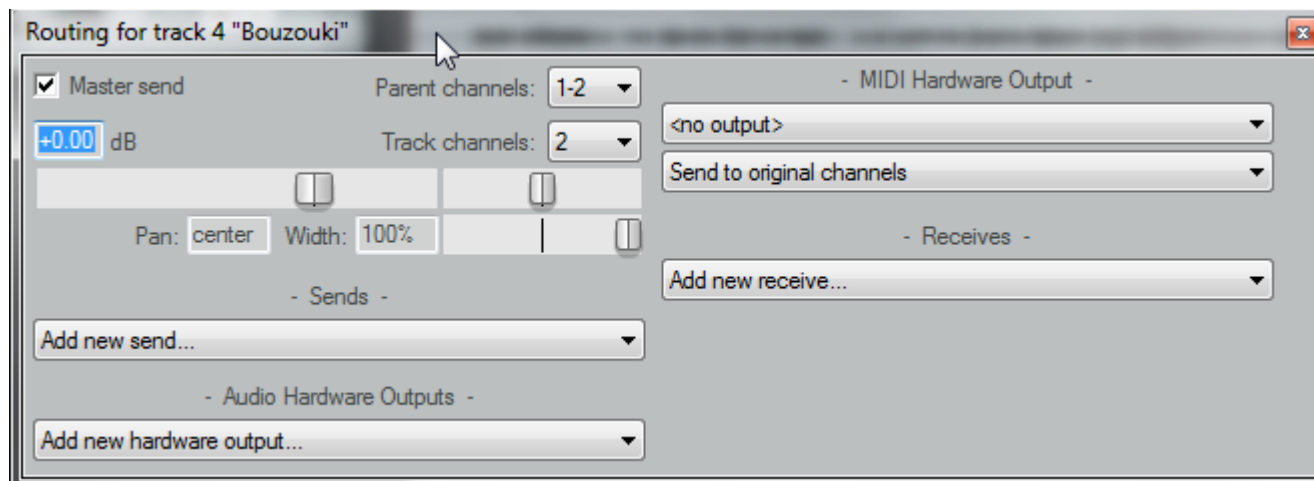 Routing for track 4 "Bouzouki"
Master send
Parent channels: 1-2
+0.00 dB
Track channels: 2
Pan: center Width: 100%
- Sends -
Add new send...
- Audio Hardware Outputs -
Add new hardware output...
- MIDI Hardware Output -
<no output>
Send to original channels
- Receives -
Add new receive...